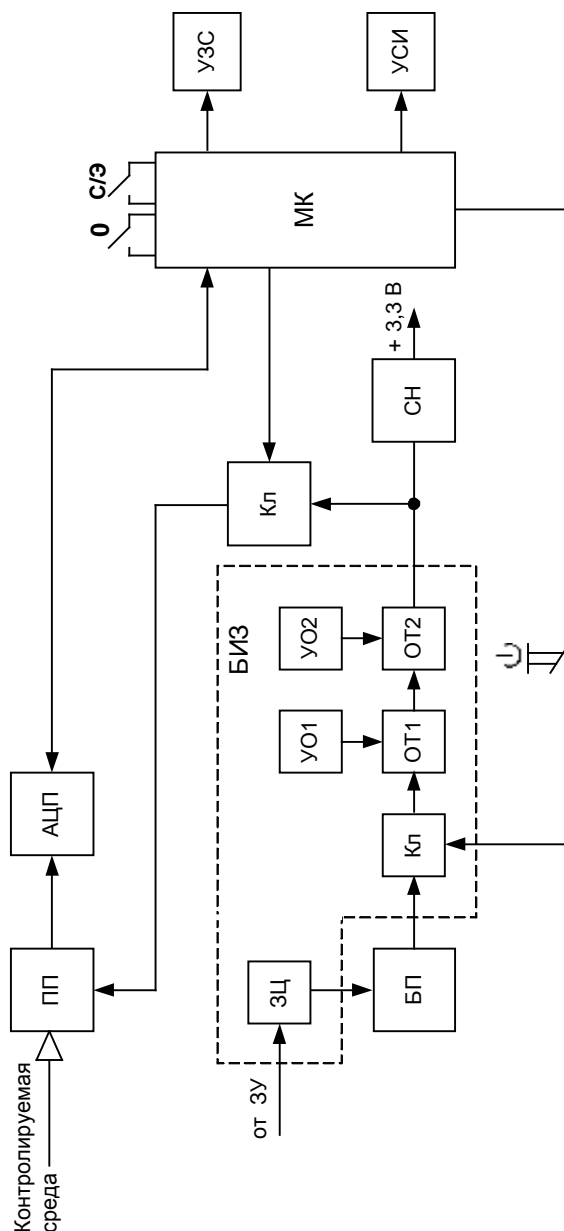 Контролируемая
среда
ПП
АЦП
0
С/Э
МК
УЗС
УСИ
Кл
СН
+ 3,3 В
БИЗ
УО1
УО2
ОТ1
ОТ2
Кл
ЗЦ
БП
от ЗУ